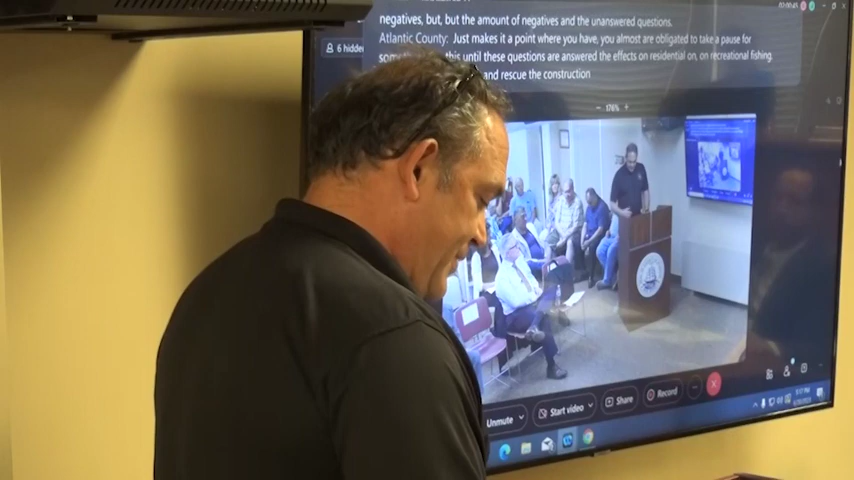 negatives, but, but the amount of negatives and the unanswered questions.
Atlantic County: Just makes it a point where you have, you almost are obligated to take a pause for
this until these questions are answered the effects on residential on, on recreational fishing.
and rescue the construction
6 hidden
176%
Unmute
Start video
Share
Record